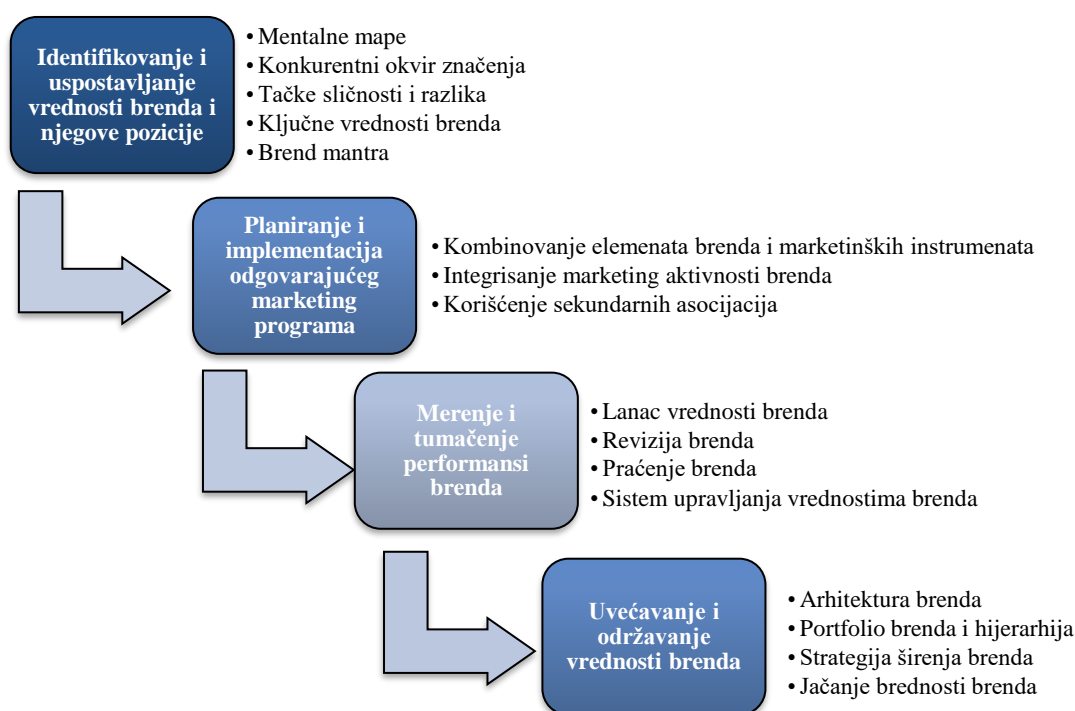 Identifikovanje i
uspostavljanje
vrednosti brenda i
njegove pozicije
• Mentalne mape
• Konkurentni okvir značenja
• Tačke sličnosti i razlika
• Ključne vrednosti brenda
• Brend mantra
Planiranje i
implementacija
odgovarajućeg
marketing
programa
• Kombinovanje elemenata brenda i marketinških instrumenata
• Integrisanje marketing aktivnosti brenda
• Korišćenje sekundarnih asocijacija
Merenje i
tumačenje
performansi
brenda
• Lanac vrednosti brenda
• Revizija brenda
• Praćenje brenda
• Sistem upravljanja vrednostima brenda
Uvećavanje i
održavanje
vrednosti brenda
• Arhitektura brenda
• Portfolio brenda i hijerarhija
• Strategija širenja brenda
• Jačanje brednosti brenda